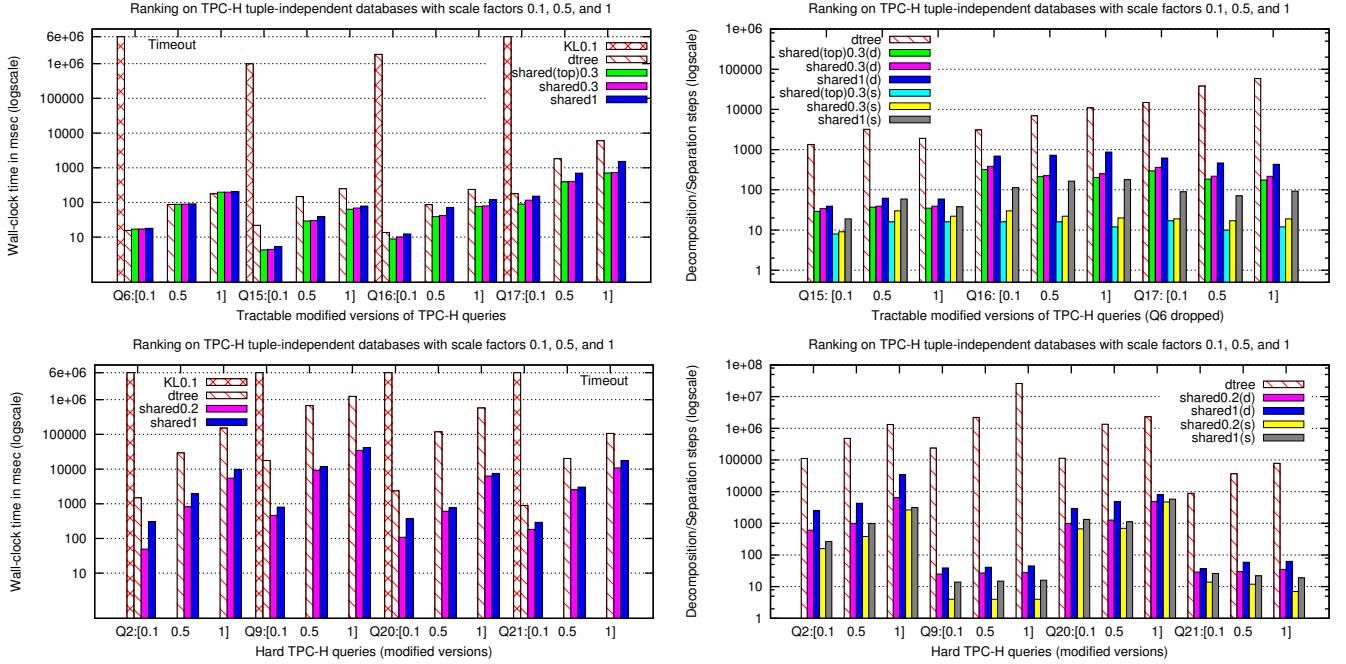 Ranking on TPC-H tuple-independent databases with scale factors 0.1, 0.5, and 1
Wall-clock time in msec (logscale)
6e+06
1e+06
100000
10000
1000
100
10
Timeout
KL0.1
dtree
shared(top)0.3
shared0.3
shared1
Q6:[0.1 0.5 1] Q15:[0.1 0.5 1] Q16:[0.1 0.5 1] Q17:[0.1 0.5 1]
Tractable modified versions of TPC-H queries
Ranking on TPC-H tuple-independent databases with scale factors 0.1, 0.5, and 1
Decomposition/Separation steps (logscale)
1e+06
100000
10000
1000
100
10
1
dtree
shared(top)0.3(d)
shared0.3(d)
shared1(d)
shared(top)0.3(s)
shared0.3(s)
shared1(s)
Q15: [0.1 0.5 1] Q16: [0.1 0.5 1] Q17: [0.1 0.5 1]
Tractable modified versions of TPC-H queries (Q6 dropped)
Ranking on TPC-H tuple-independent databases with scale factors 0.1, 0.5, and 1
Wall-clock time in msec (logscale)
6e+06
1e+06
100000
10000
1000
100
10
KL0.1
dtree
shared0.2
shared1
Timeout
Q2:[0.1 0.5 1] Q9:[0.1 0.5 1] Q20:[0.1 0.5 1] Q21:[0.1 0.5 1]
Hard TPC-H queries (modified versions)
Ranking on TPC-H tuple-independent databases with scale factors 0.1, 0.5, and 1
Decomposition/Separation steps (logscale)
1e+08
1e+07
1e+06
100000
10000
1000
100
10
1
dtree
shared0.2(d)
shared1(d)
shared0.2(s)
shared1(s)
Q2:[0.1 0.5 1] Q9:[0.1 0.5 1] Q20:[0.1 0.5 1] Q21:[0.1 0.5 1]
Hard TPC-H queries (modified versions)